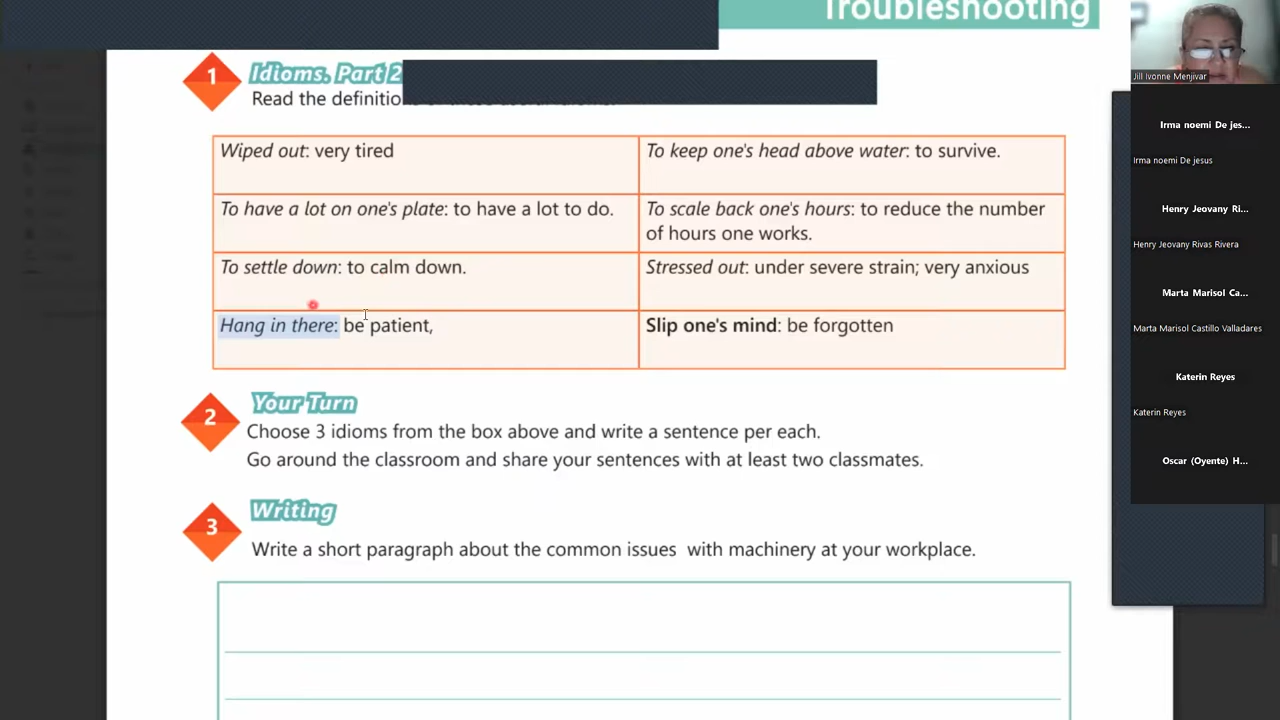 Troubleshooting
1
Idioms. Part 2
Read the definitio
Wiped out: very tired
To keep one's head above water: to survive.
To have a lot on one's plate: to have a lot to do.
To scale back one's hours: to reduce the number
of hours one works.
To settle down: to calm down.
Stressed out: under severe strain; very anxious
Hang in there: be patient,
Slip one's mind: be forgotten
2
Your Turn
Choose 3 idioms from the box above and write a sentence per each.
Go around the classroom and share your sentences with at least two classmates.
3
Writing
Write a short paragraph about the common issues with machinery at your workplace.
Jill Ivonne Menjivar
Irma noemi De jes...
Irma noemi De jesus
Henry Jeovany Ri...
Henry Jeovany Rivas Rivera
Marta Marisol Ca...
Marta Marisol Castillo Valladares
Katerin Reyes
Katerin Reyes
Oscar (Oyente) H...